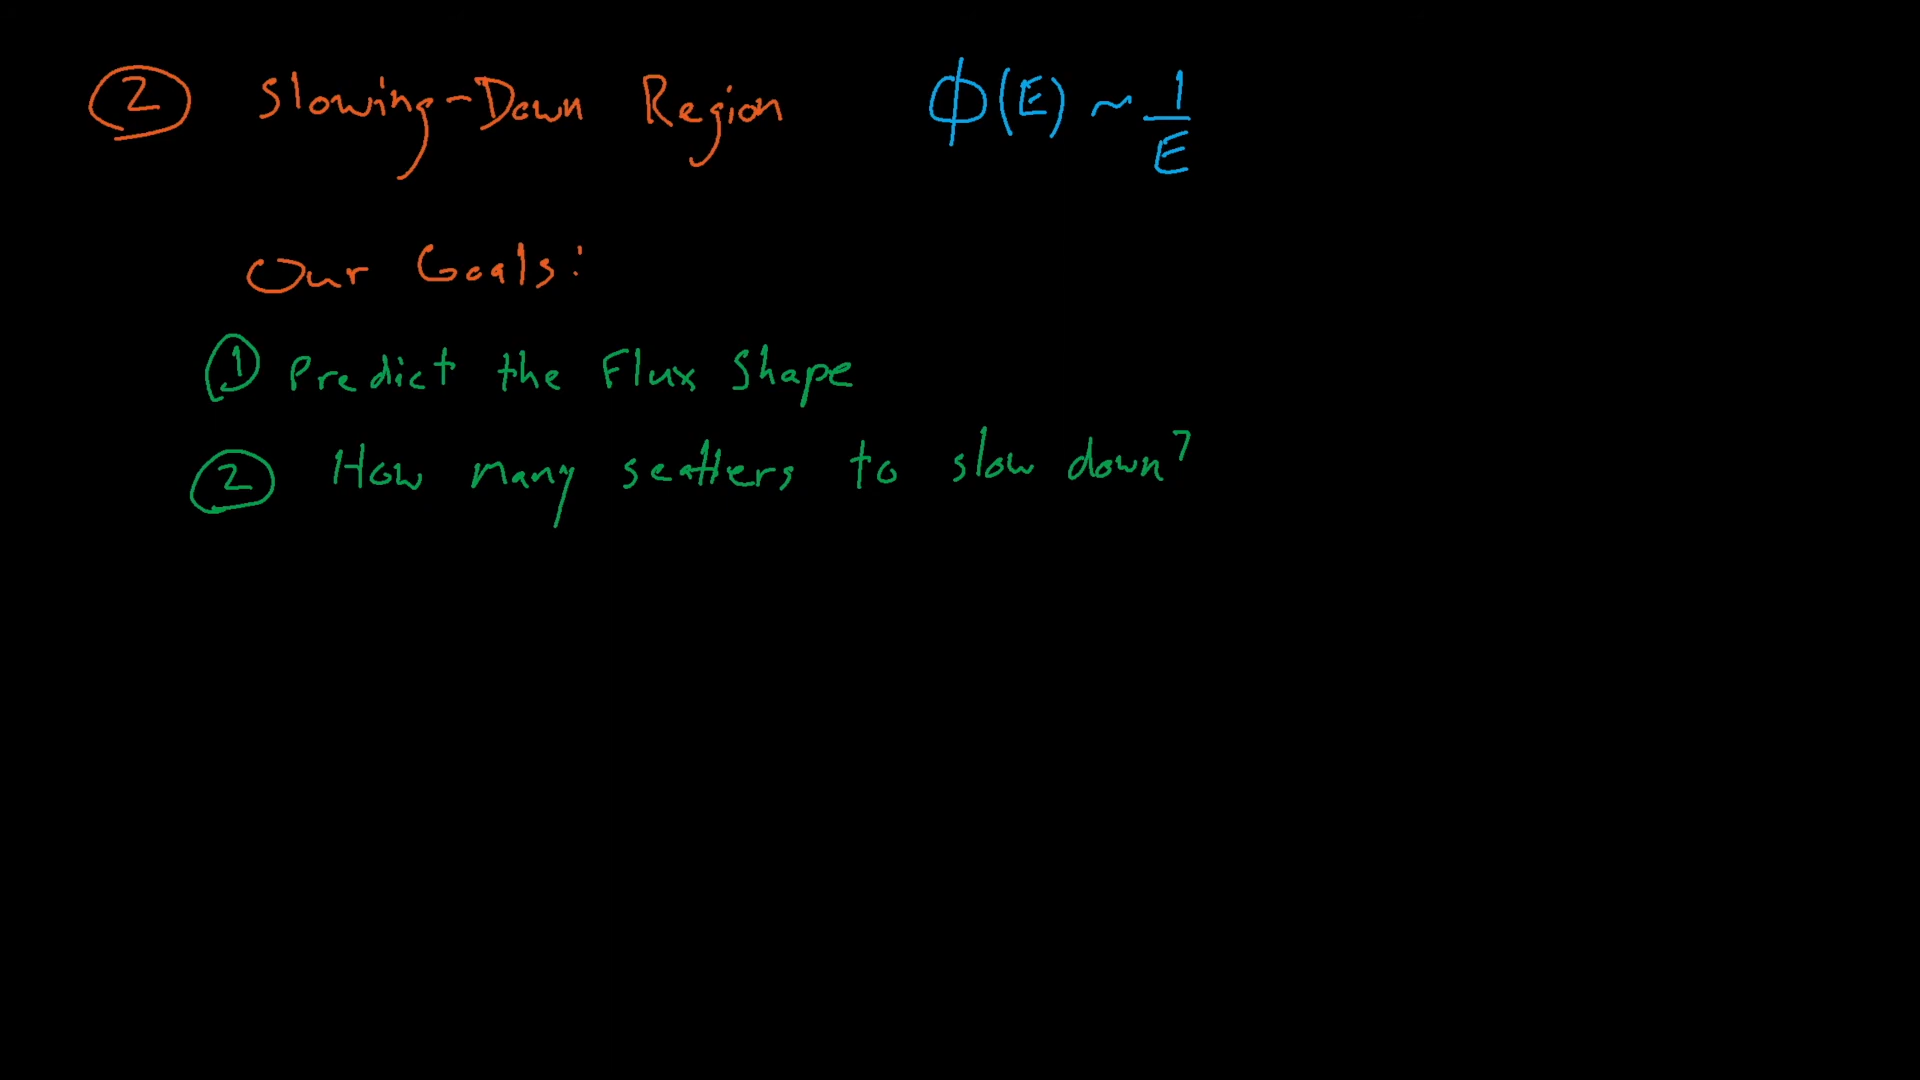 ② Slowing-Down Region ϕ(E) ~ 1/E
Our Goals:
① Predict the Flux Shape
② How many scatters to slow down?